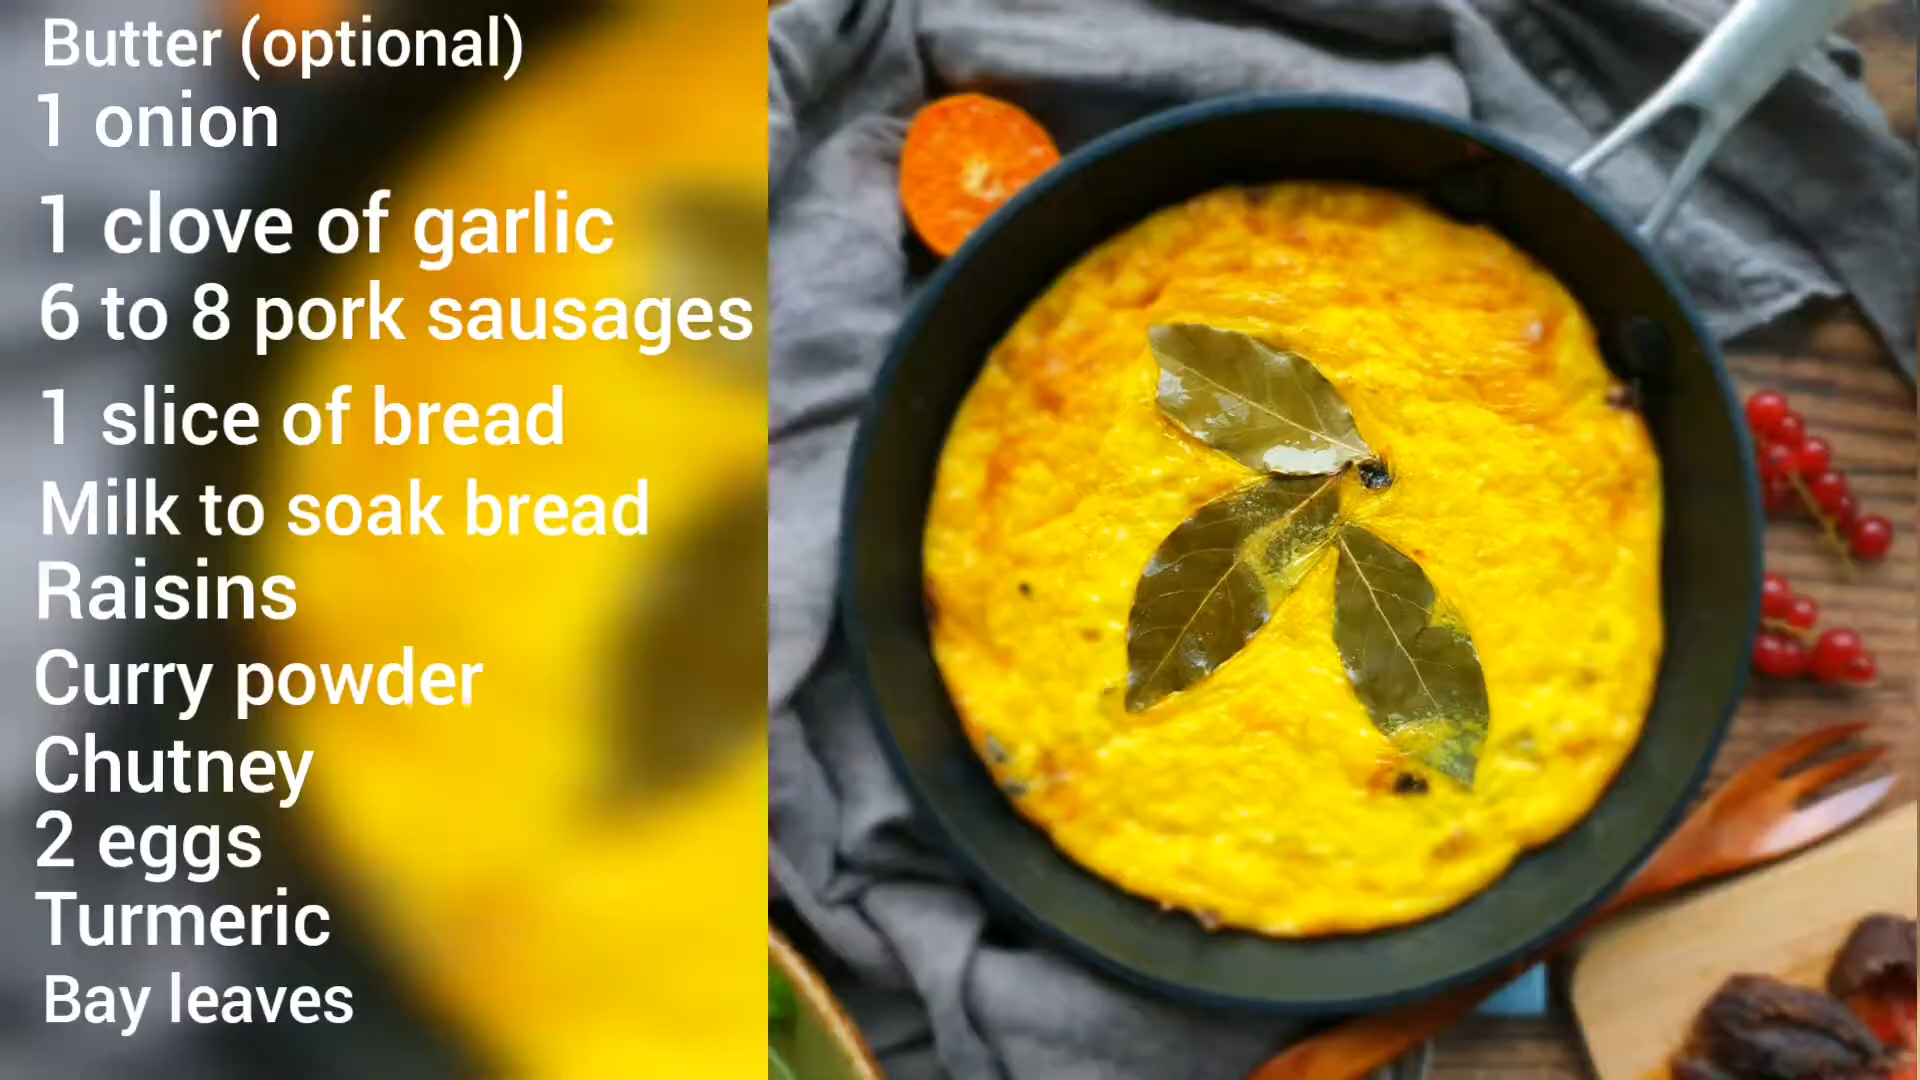 Butter (optional)
1 onion
1 clove of garlic
6 to 8 pork sausages
1 slice of bread
Milk to soak bread
Raisins
Curry powder
Chutney
2 eggs
Turmeric
Bay leaves